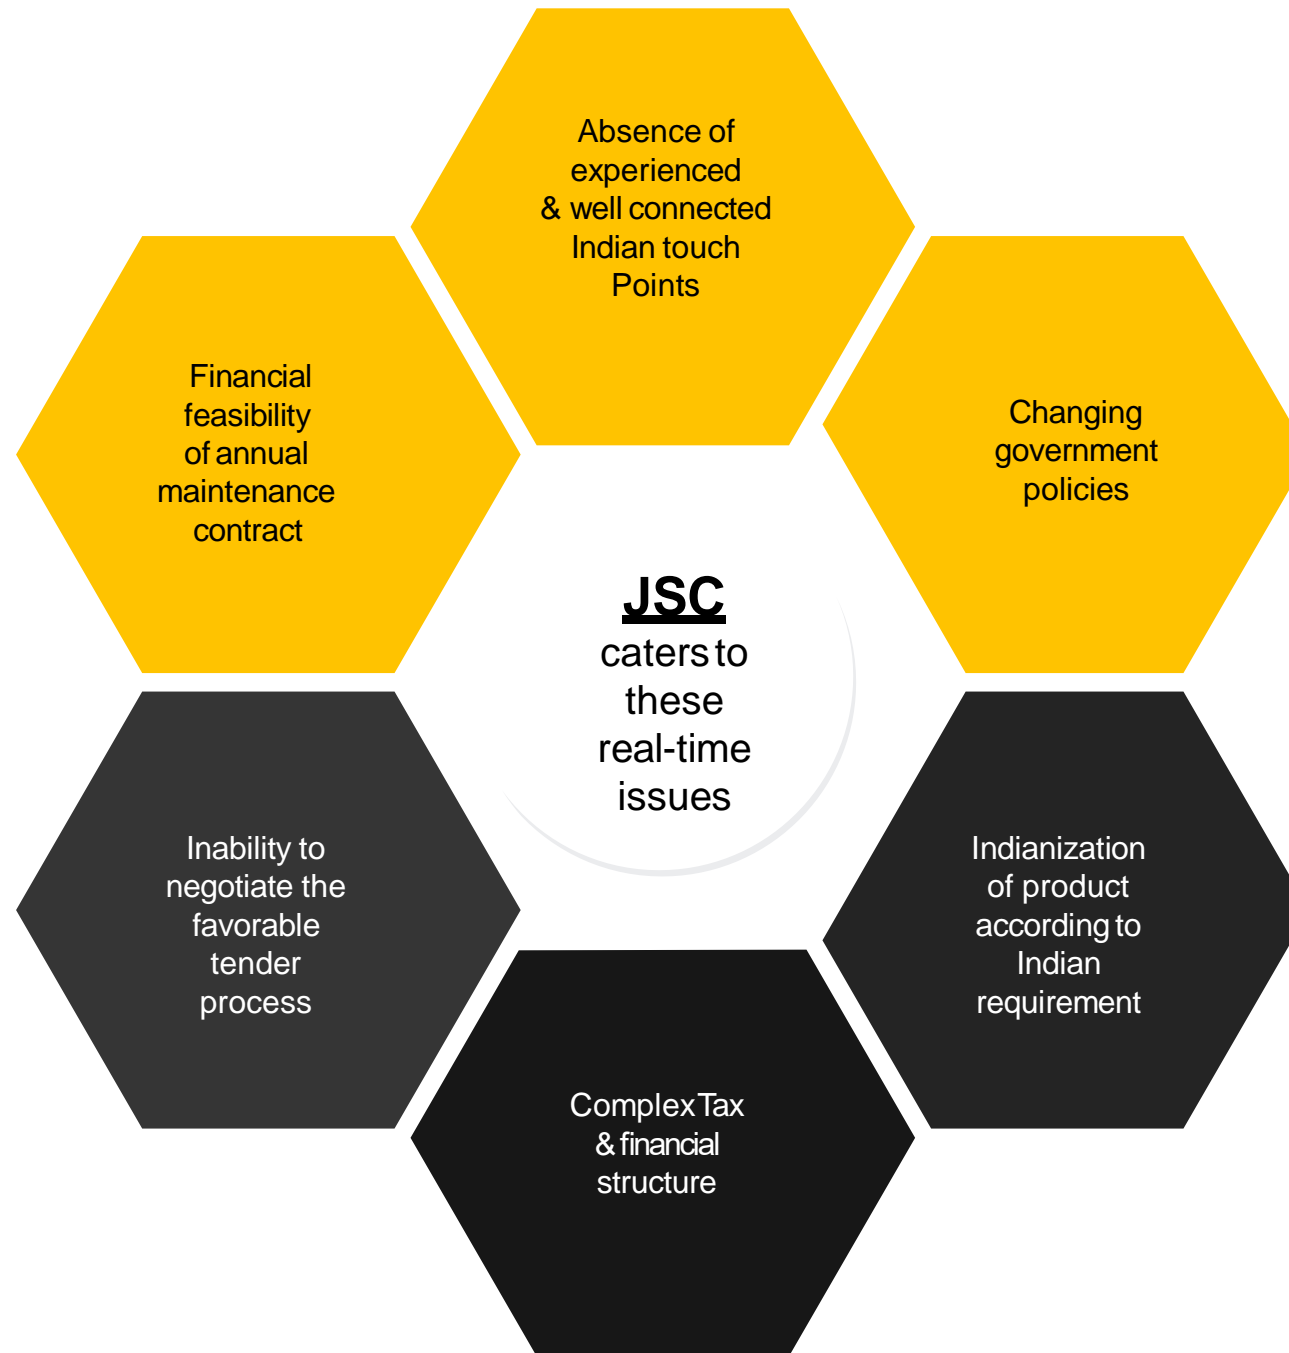 Absence of
experienced
& well connected
Indian touch
Points
Financial
feasibility
of annual
maintenance
contract
Changing
government
policies
JSC
caters to
these
real-time
issues
Inability to
negotiate the
favorable
tender
process
Indianization
of product
according to
Indian
requirement
Complex Tax
& financial
structure